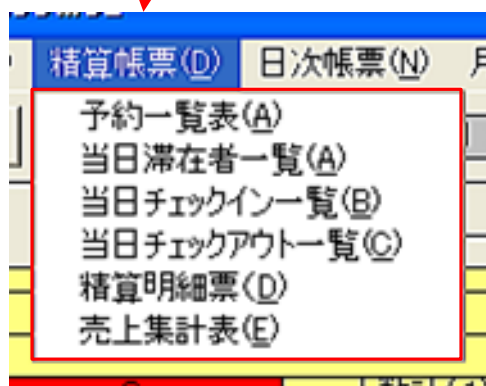 精算帳票(D) 日次帳票(N) 月
予約一覧表(A)
当日滞在者一覧(A)
当日チェックイン一覧(B)
当日チェックアウト一覧(C)
精算明細票(D)
売上集計表(E)